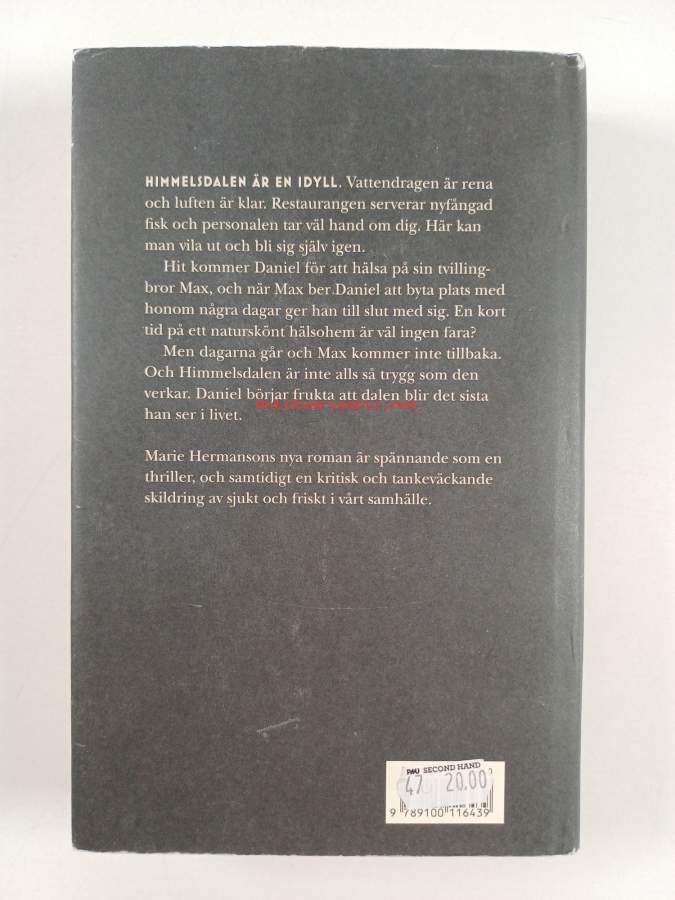 HIMMELSDALEN ÄR EN IDYLL. Vattendragen är rena
och luften är klar. Restaurangen serverar nyfångad
fisk och personalen tar väl hand om dig. Här kan
man vila ut och bli sig själv igen.
Hit kommer Daniel för att hälsa på sin tvilling-
bror Max, och när Max ber Daniel att byta plats med
honom några dagar ger han till slut med sig. En kort
tid på ett naturskönt hälsohem är väl ingen fara?
Men dagarna går och Max kommer inte tillbaka.
Och Himmelsdalen är inte alls så trygg som den
verkar. Daniel börjar frukta att dalen blir det sista
han ser i livet.
Marie Hermansons nya roman är spännande som en
thriller, och samtidigt en kritisk och tankeväckande
skildring av sjukt och friskt i vårt samhälle.
SECOND HAND
47 20.00
9 789100 116439